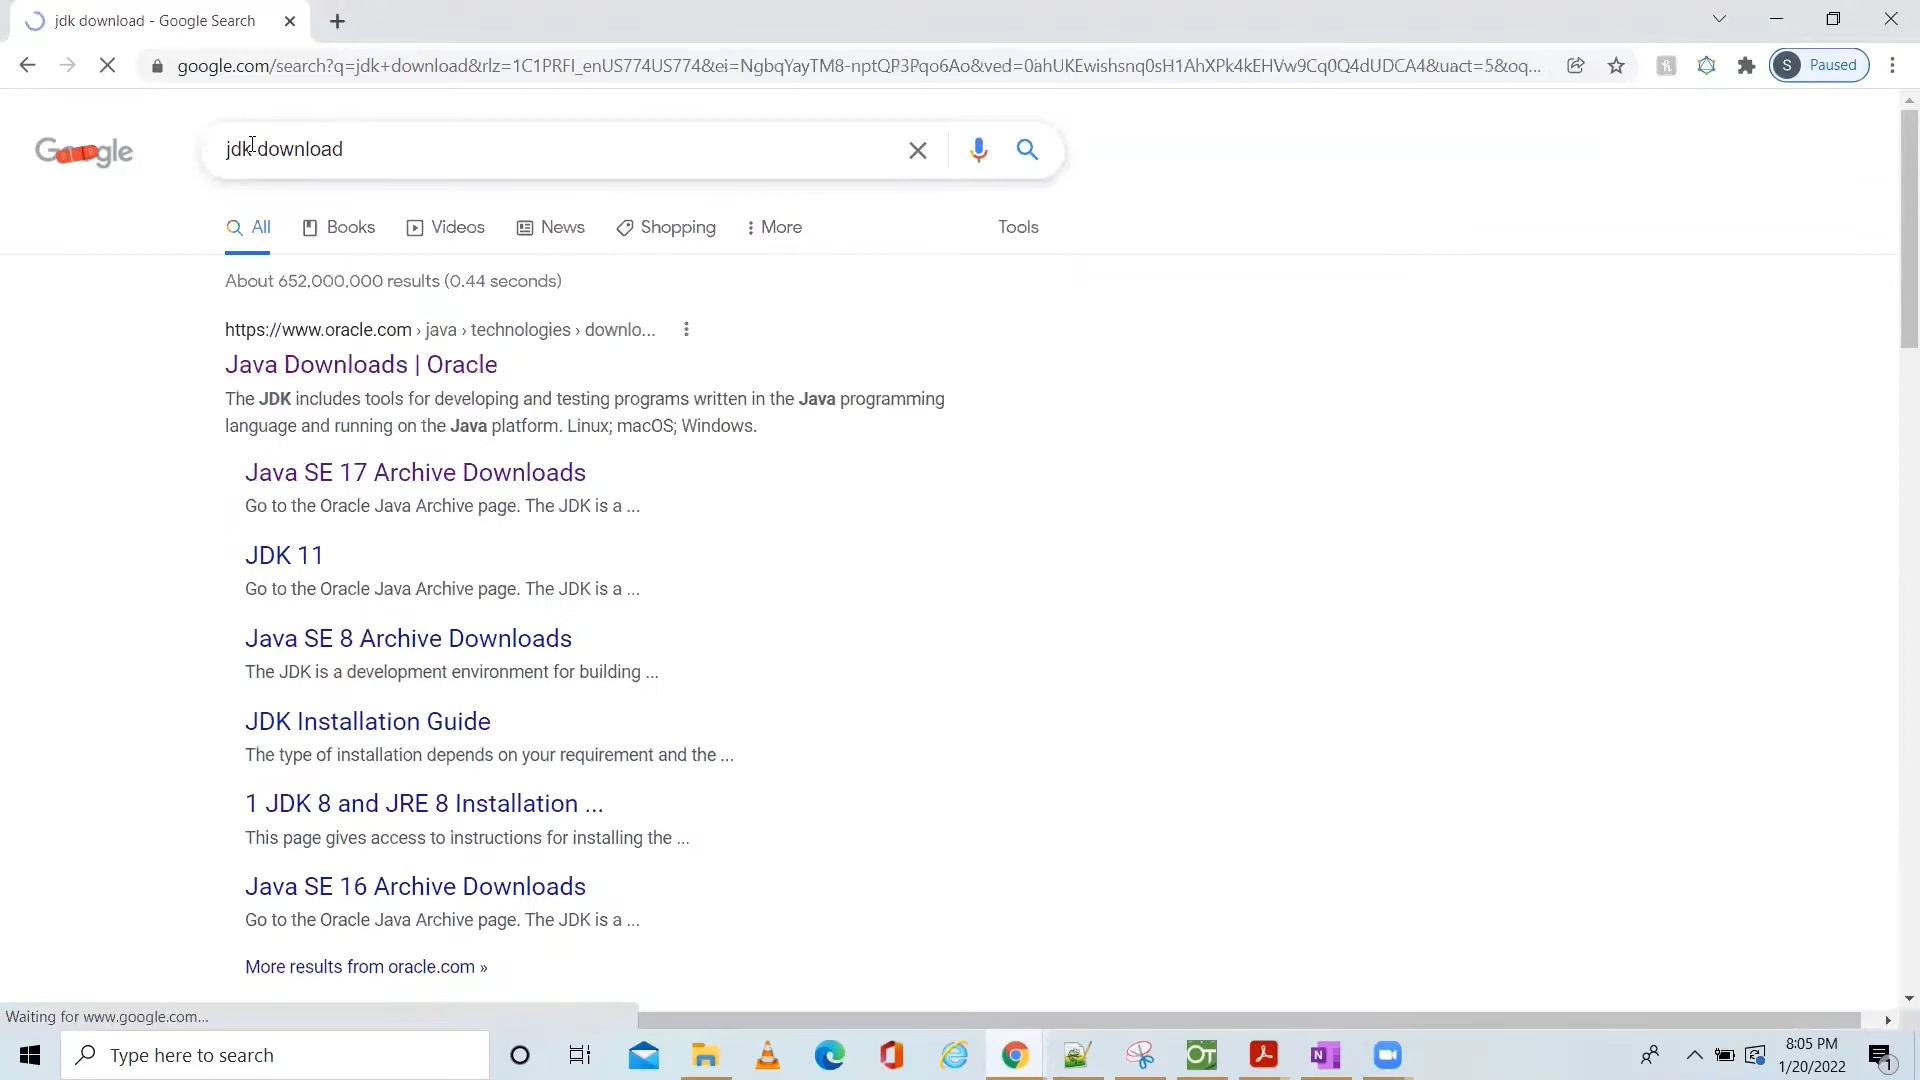 jdk download - Google Search
google.com/search?q=jdk+download&rlz=1C1PRFI_enUS774US774&ei=NgbqYayTM8-nptQP3Pqo6Ao&ved=0ahUKEwishsnq0sH1AhXPk4kEHVw9Cq0Q4dUDCA4&uact=5&oq...
S Paused
Google
jdk download
All Books Videos News Shopping More Tools
About 652,000,000 results (0.44 seconds)
https://www.oracle.com › java › technologies › downlo...
Java Downloads | Oracle
The JDK includes tools for developing and testing programs written in the Java programming
language and running on the Java platform. Linux; macOS; Windows.
Java SE 17 Archive Downloads
Go to the Oracle Java Archive page. The JDK is a ...
JDK 11
Go to the Oracle Java Archive page. The JDK is a ...
Java SE 8 Archive Downloads
The JDK is a development environment for building ...
JDK Installation Guide
The type of installation depends on your requirement and the ...
1 JDK 8 and JRE 8 Installation ...
This page gives access to instructions for installing the ...
Java SE 16 Archive Downloads
Go to the Oracle Java Archive page. The JDK is a ...
More results from oracle.com »
Waiting for www.google.com...
Type here to search
OT
N
8:05 PM
1/20/2022
1